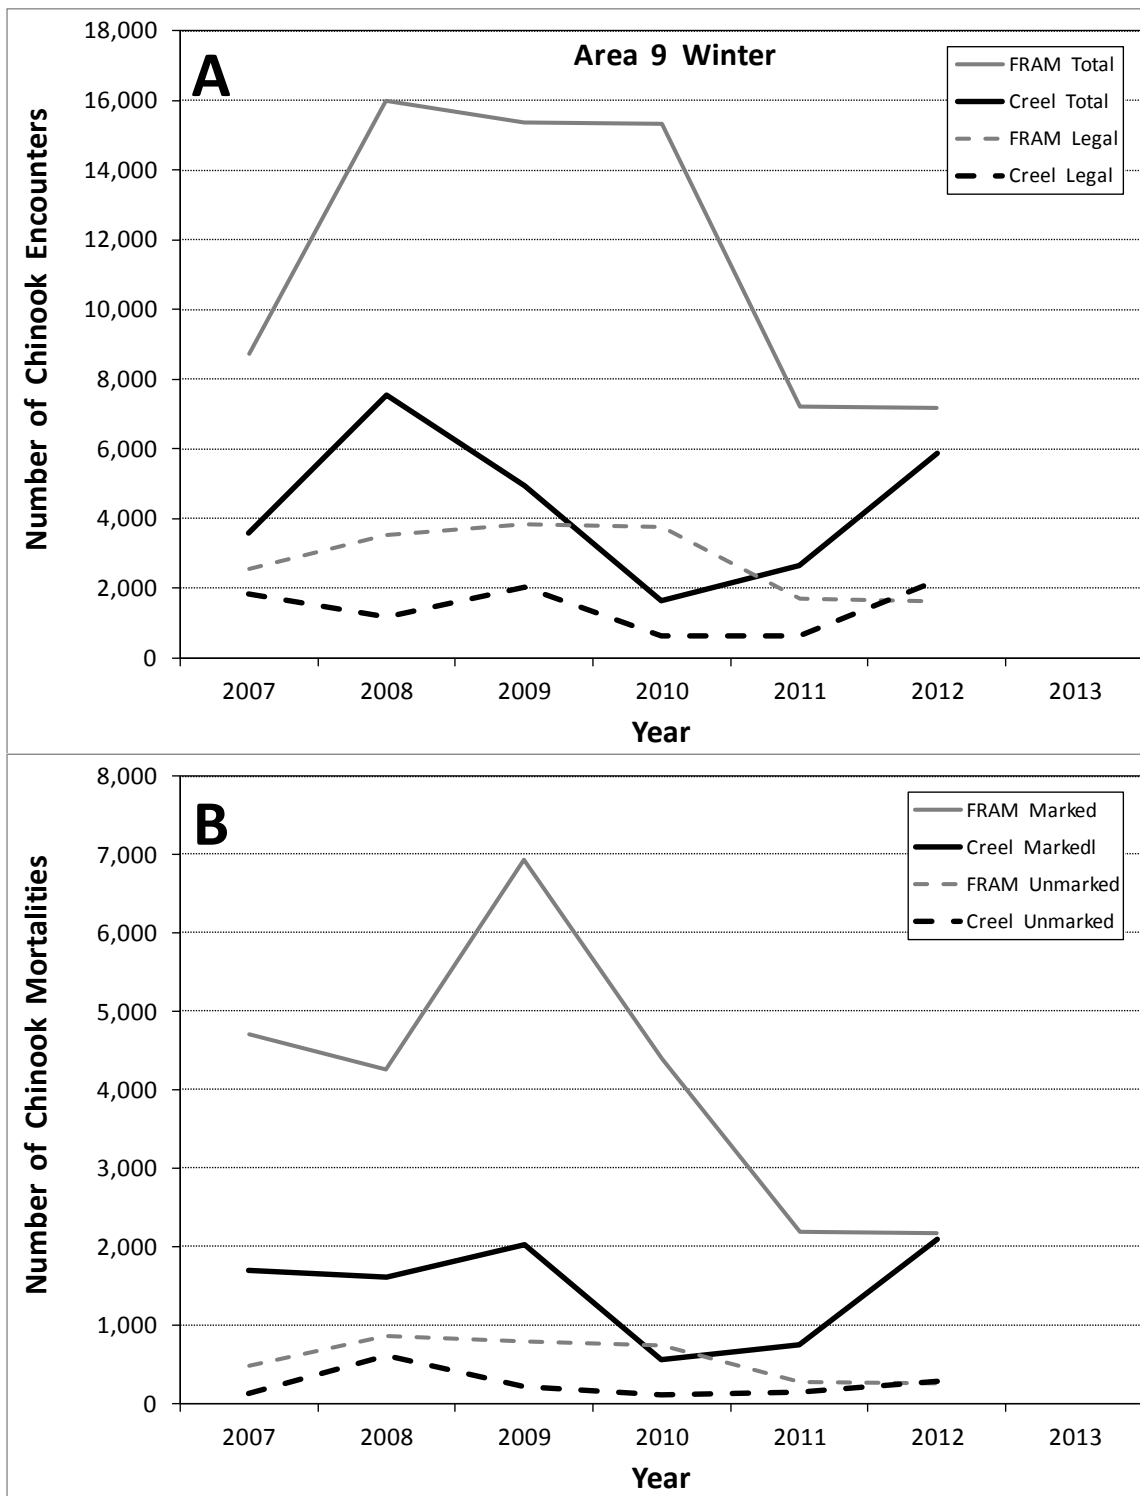 Area 9 Winter
A
FRAM Total
Creel Total
FRAM Legal
Creel Legal
Number of Chinook Encounters
18,000
16,000
14,000
12,000
10,000
8,000
6,000
4,000
2,000
0
2007 2008 2009 2010 2011 2012 2013
Year
B
FRAM Marked
Creel Markedl
FRAM Unmarked
Creel Unmarked
Number of Chinook Mortalities
8,000
7,000
6,000
5,000
4,000
3,000
2,000
1,000
0
2007 2008 2009 2010 2011 2012 2013
Year